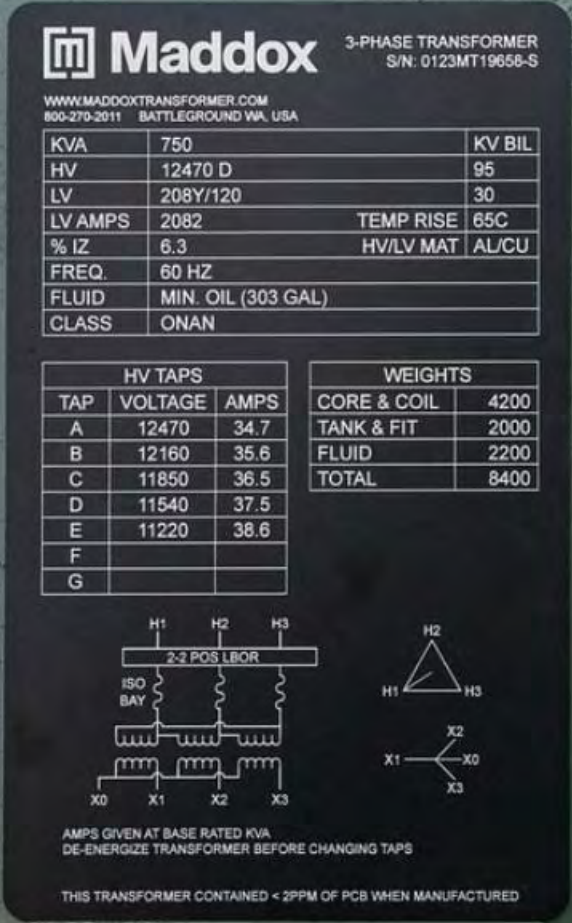 m Maddox
3-PHASE TRANSFORMER
S/N: 0123MT19658-S
WWW.MADDOXTRANSFORMER.COM
800-270-2011 BATTLEGROUND WA, USA
KVA 750 KV BIL
HV 12470 D 95
LV 208Y/120 30
LV AMPS 2082 TEMP RISE 65C
% IZ 6.3 HV/LV MAT AL/CU
FREQ. 60 HZ
FLUID MIN. OIL (303 GAL)
CLASS ONAN
HV TAPS
TAP VOLTAGE AMPS
A 12470 34.7
B 12160 35.6
C 11850 36.5
D 11540 37.5
E 11220 38.6
F
G
WEIGHTS
CORE & COIL 4200
TANK & FIT 2000
FLUID 2200
TOTAL 8400
H1 H2 H3
2-2 POS LBOR
ISO
BAY
X0 X1 X2 X3
H2
H1 H3
X2
X1 X0
X3
AMPS GIVEN AT BASE RATED KVA
DE-ENERGIZE TRANSFORMER BEFORE CHANGING TAPS
THIS TRANSFORMER CONTAINED < 2PPM OF PCB WHEN MANUFACTURED